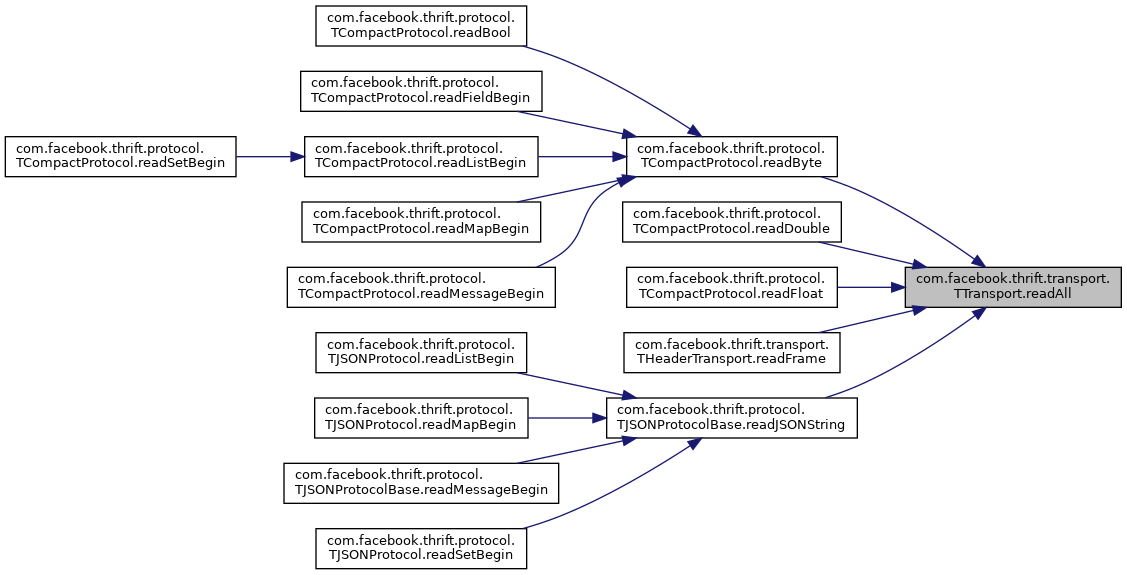 com.facebook.thrift.protocol.
TCompactProtocol.readBool
com.facebook.thrift.protocol.
TCompactProtocol.readFieldBegin
com.facebook.thrift.protocol.
TCompactProtocol.readSetBegin
com.facebook.thrift.protocol.
TCompactProtocol.readListBegin
com.facebook.thrift.protocol.
TCompactProtocol.readByte
com.facebook.thrift.protocol.
TCompactProtocol.readMapBegin
com.facebook.thrift.protocol.
TCompactProtocol.readDouble
com.facebook.thrift.protocol.
TCompactProtocol.readMessageBegin
com.facebook.thrift.protocol.
TCompactProtocol.readFloat
com.facebook.thrift.transport.
TTransport.readAll
com.facebook.thrift.protocol.
TJSONProtocol.readListBegin
com.facebook.thrift.transport.
THeaderTransport.readFrame
com.facebook.thrift.protocol.
TJSONProtocol.readMapBegin
com.facebook.thrift.protocol.
TJSONProtocolBase.readJSONString
com.facebook.thrift.protocol.
TJSONProtocolBase.readMessageBegin
com.facebook.thrift.protocol.
TJSONProtocol.readSetBegin